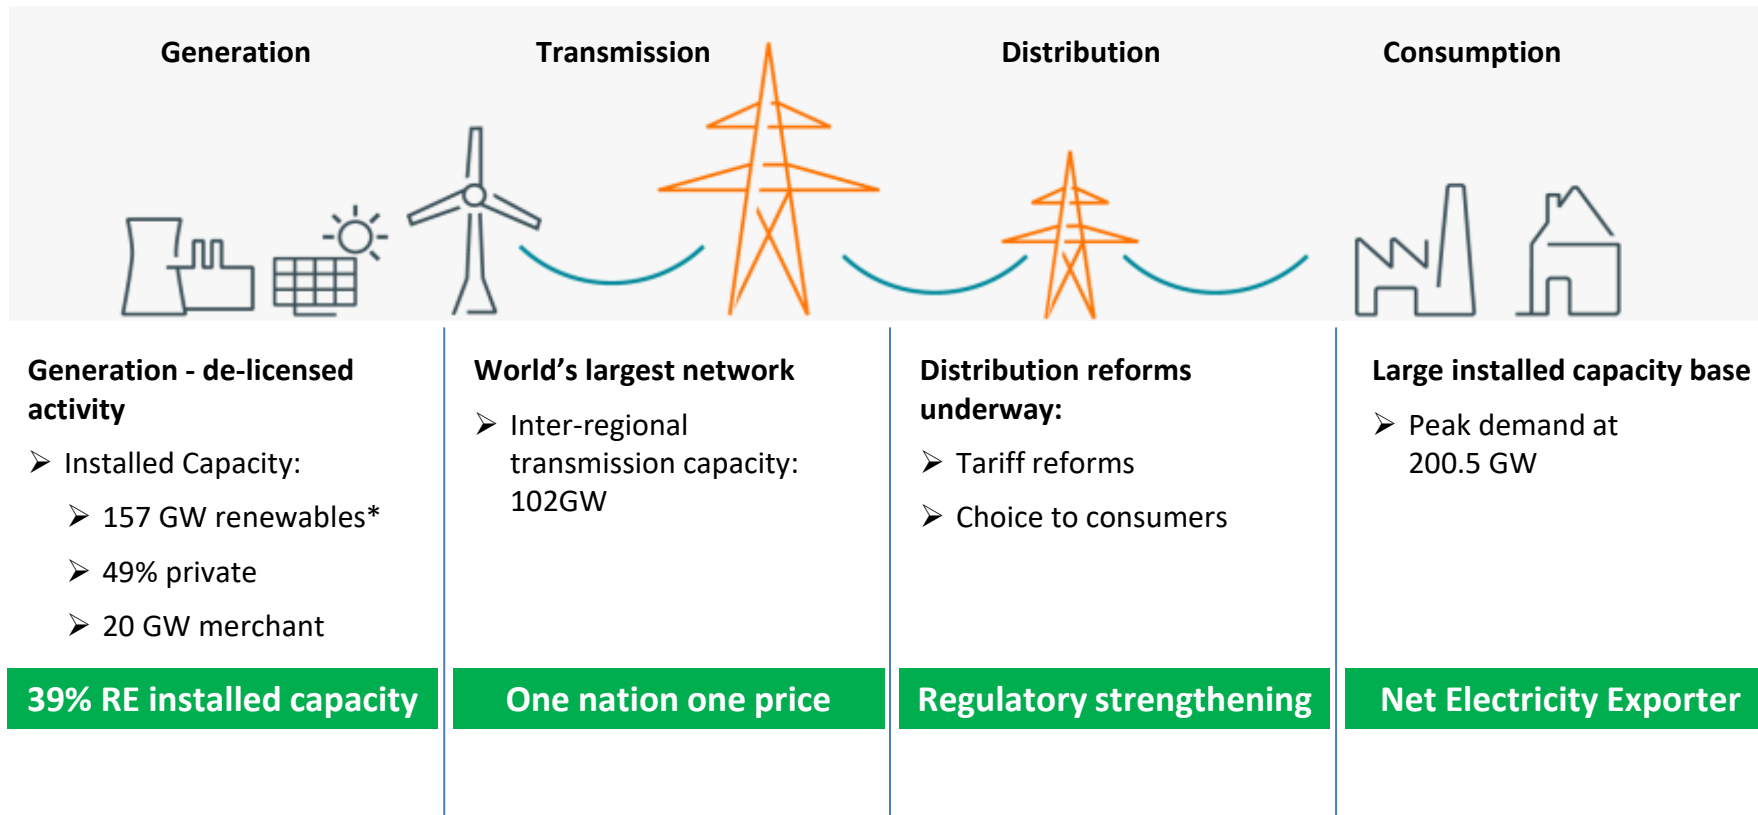 Generation
Transmission
Distribution
Consumption
Generation - de-licensed
activity
➢ Installed Capacity:
➢ 157 GW renewables*
➢ 49% private
➢ 20 GW merchant
39% RE installed capacity
World’s largest network
➢ Inter-regional
transmission capacity:
102GW
One nation one price
Distribution reforms
underway:
➢ Tariff reforms
➢ Choice to consumers
Regulatory strengthening
Large installed capacity base
➢ Peak demand at
200.5 GW
Net Electricity Exporter